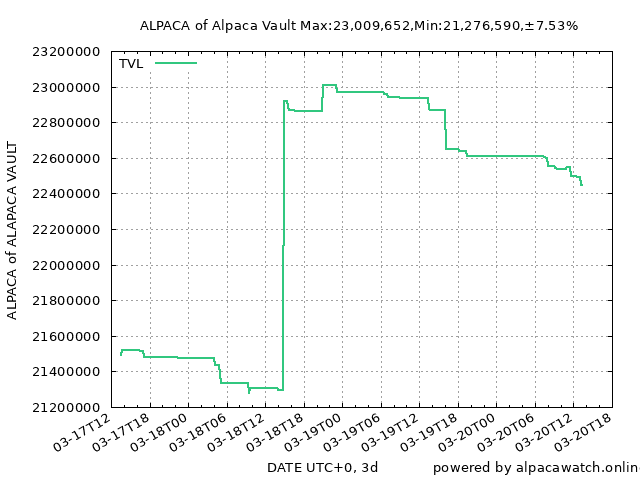 ALPACA of Alpaca Vault Max:23,009,652,Min:21,276,590,±7.53%
TVL
ALPACA of ALAPACA VAULT
23200000
23000000
22800000
22600000
22400000
22200000
22000000
21800000
21600000
21400000
21200000
03-17T12
03-17T18
03-18T00
03-18T06
03-18T12
03-18T18
03-19T00
03-19T06
03-19T12
03-19T18
03-20T00
03-20T06
03-20T12
03-20T18
DATE UTC+0, 3d
powered by alpacawatch.online